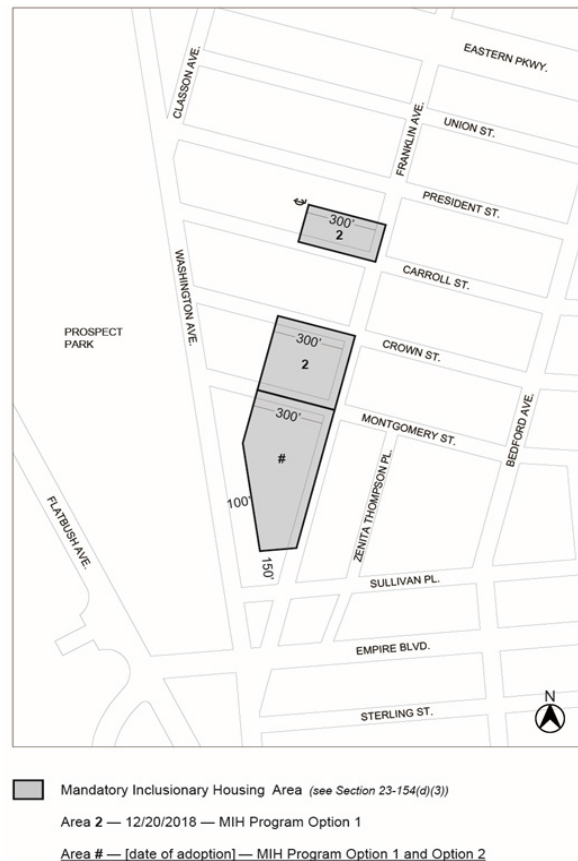 EASTERN PKWY.
CLASSON AVE.
UNION ST.
FRANKLIN AVE.
PRESIDENT ST.
300'
2
CARROLL ST.
WASHINGTON AVE.
PROSPECT
PARK
300'
2
CROWN ST.
300'
MONTGOMERY ST.
BEDFORD AVE.
#
100'
ZENITA THOMPSON PL.
FLATBUSH AVE.
150'
SULLIVAN PL.
EMPIRE BLVD.
STERLING ST.
N
Mandatory Inclusionary Housing Area (see Section 23-154(d)(3))
Area 2 — 12/20/2018 — MIH Program Option 1
Area # — [date of adoption] — MIH Program Option 1 and Option 2